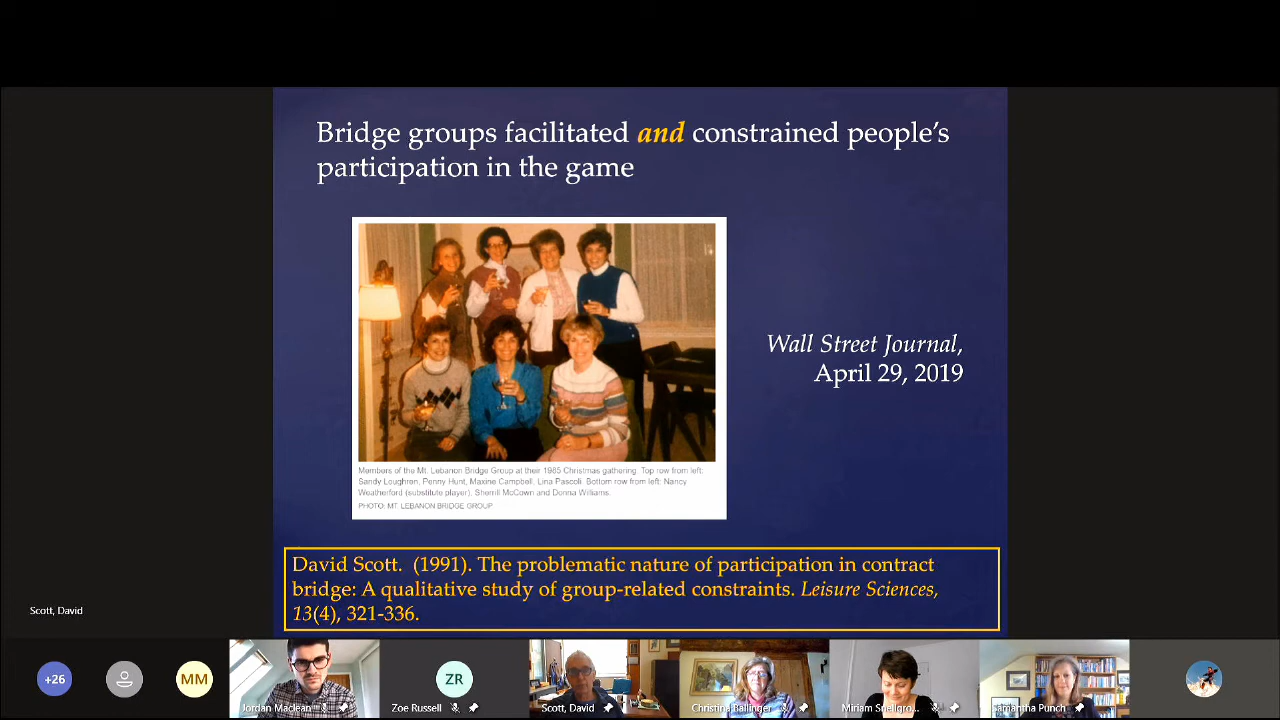 Bridge groups facilitated and constrained people's
participation in the game
Members of the Mt. Lebanon Bridge Group at their 1985 Christmas gathering. Top row from left:
Sandy Loughren, Penny Hunt, Maxine Campbell, Lina Pascoli. Bottom row from left: Nancy
Weatherford (substitute player), Sherrill McCown and Donna Williams.
PHOTO: MT. LEBANON BRIDGE GROUP
Wall Street Journal,
April 29, 2019
David Scott. (1991). The problematic nature of participation in contract
bridge: A qualitative study of group-related constraints. Leisure Sciences,
13(4), 321-336.
Scott, David
+26
MM
Jordan Maclean
ZR
Zoe Russell
Scott, David
Christina Ballinger
Miriam Snellgro...
Samantha Punch